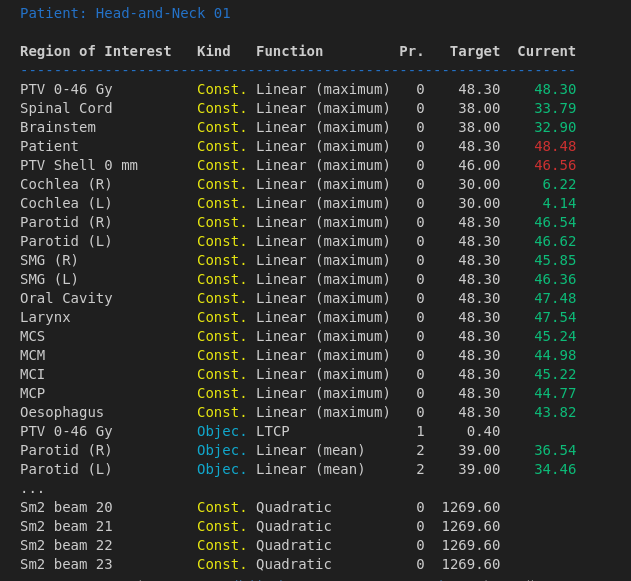 Patient: Head-and-Neck 01
Region of Interest Kind Function Pr. Target Current
------------------------------------------------------------------
PTV 0-46 Gy Const. Linear (maximum) 0 48.30 48.30
Spinal Cord Const. Linear (maximum) 0 38.00 33.79
Brainstem Const. Linear (maximum) 0 38.00 32.90
Patient Const. Linear (maximum) 0 48.30 48.48
PTV Shell 0 mm Const. Linear (maximum) 0 46.00 46.56
Cochlea (R) Const. Linear (maximum) 0 30.00 6.22
Cochlea (L) Const. Linear (maximum) 0 30.00 4.14
Parotid (R) Const. Linear (maximum) 0 48.30 46.54
Parotid (L) Const. Linear (maximum) 0 48.30 46.62
SMG (R) Const. Linear (maximum) 0 48.30 45.85
SMG (L) Const. Linear (maximum) 0 48.30 46.36
Oral Cavity Const. Linear (maximum) 0 48.30 47.48
Larynx Const. Linear (maximum) 0 48.30 47.54
MCS Const. Linear (maximum) 0 48.30 45.24
MCM Const. Linear (maximum) 0 48.30 44.98
MCI Const. Linear (maximum) 0 48.30 45.22
MCP Const. Linear (maximum) 0 48.30 44.77
Oesophagus Const. Linear (maximum) 0 48.30 43.82
PTV 0-46 Gy Objec. LTCP 1 0.40
Parotid (R) Objec. Linear (mean) 2 39.00 36.54
Parotid (L) Objec. Linear (mean) 2 39.00 34.46
...
Sm2 beam 20 Const. Quadratic 0 1269.60
Sm2 beam 21 Const. Quadratic 0 1269.60
Sm2 beam 22 Const. Quadratic 0 1269.60
Sm2 beam 23 Const. Quadratic 0 1269.60